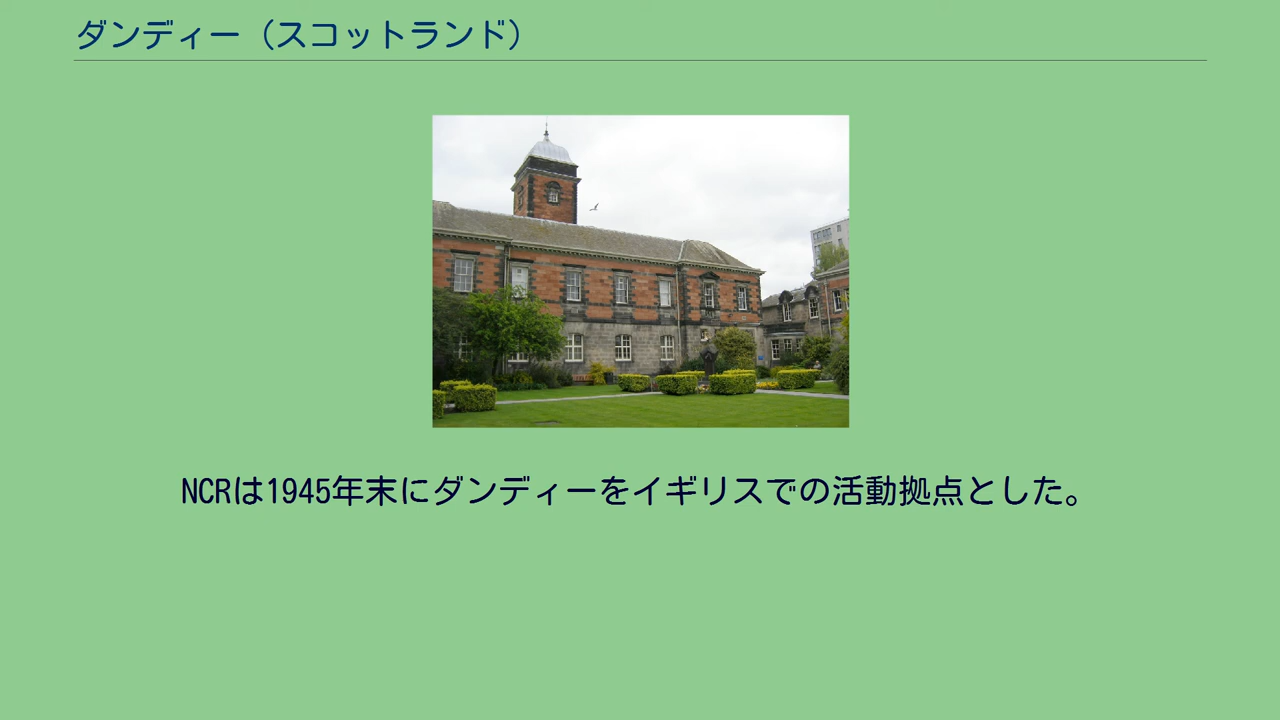 ダンディー（スコットランド）
NCRは1945年末にダンディーをイギリスでの活動拠点とした。